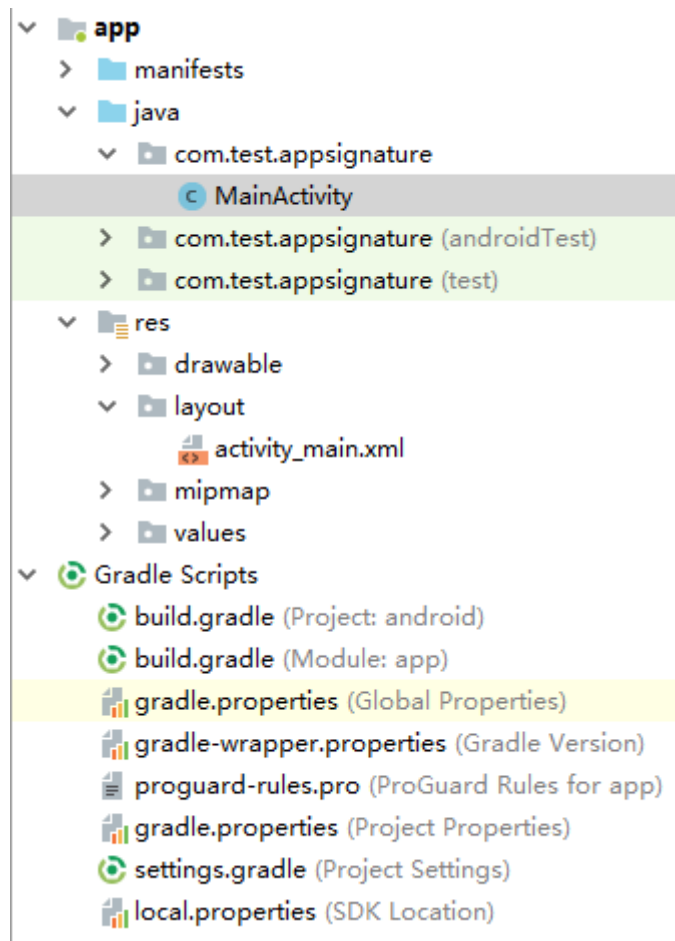 app
manifests
java
com.test.appsignature
C MainActivity
com.test.appsignature (androidTest)
com.test.appsignature (test)
res
drawable
layout
activity_main.xml
mipmap
values
Gradle Scripts
build.gradle (Project: android)
build.gradle (Module: app)
gradle.properties (Global Properties)
gradle-wrapper.properties (Gradle Version)
proguard-rules.pro (ProGuard Rules for app)
gradle.properties (Project Properties)
settings.gradle (Project Settings)
local.properties (SDK Location)